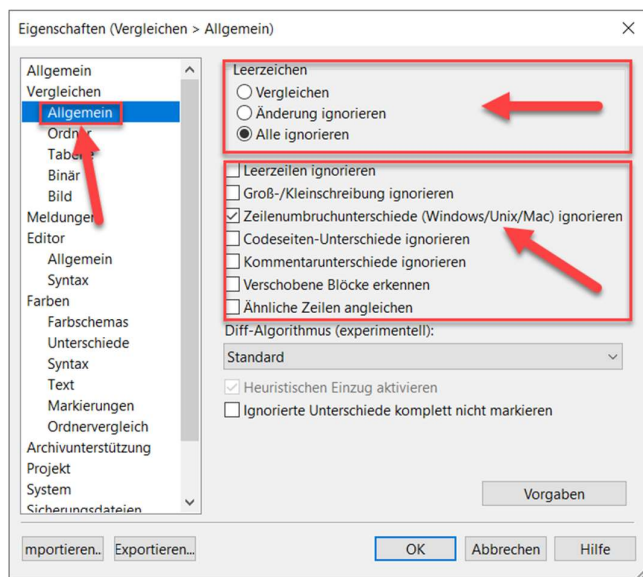 Eigenschaften (Vergleichen > Allgemein)
Allgemein
Vergleichen
Allgemein
Ordner
Tabelle
Binär
Bild
Meldungen
Editor
Allgemein
Syntax
Farben
Farbschemas
Unterschiede
Syntax
Text
Markierungen
Ordnervergleich
Archivunterstützung
Projekt
System
Sicherungsdateien
Leerzeichen
Vergleichen
Änderung ignorieren
Alle ignorieren
Leerzeilen ignorieren
Groß-/Kleinschreibung ignorieren
Zeilenumbruchunterschiede (Windows/Unix/Mac) ignorieren
Codeseiten-Unterschiede ignorieren
Kommentarunterschiede ignorieren
Verschobene Blöcke erkennen
Ähnliche Zeilen angleichen
Diff-Algorithmus (experimentell):
Standard
Heuristischen Einzug aktivieren
Ignorierte Unterschiede komplett nicht markieren
Vorgaben
mportieren.. Exportieren... OK Abbrechen Hilfe